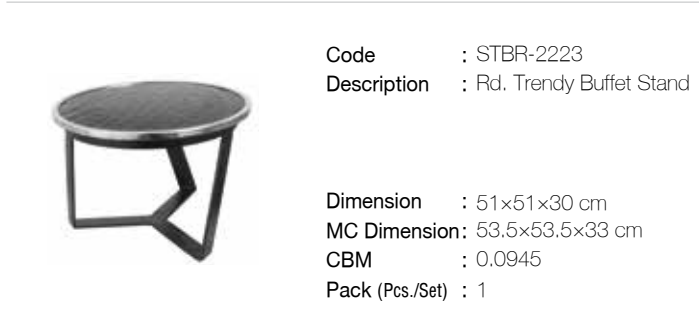 Code : STBR-2223
Description : Rd. Trendy Buffet Stand
Dimension : 51×51×30 cm
MC Dimension : 53.5×53.5×33 cm
CBM : 0.0945
Pack (Pcs./Set) : 1